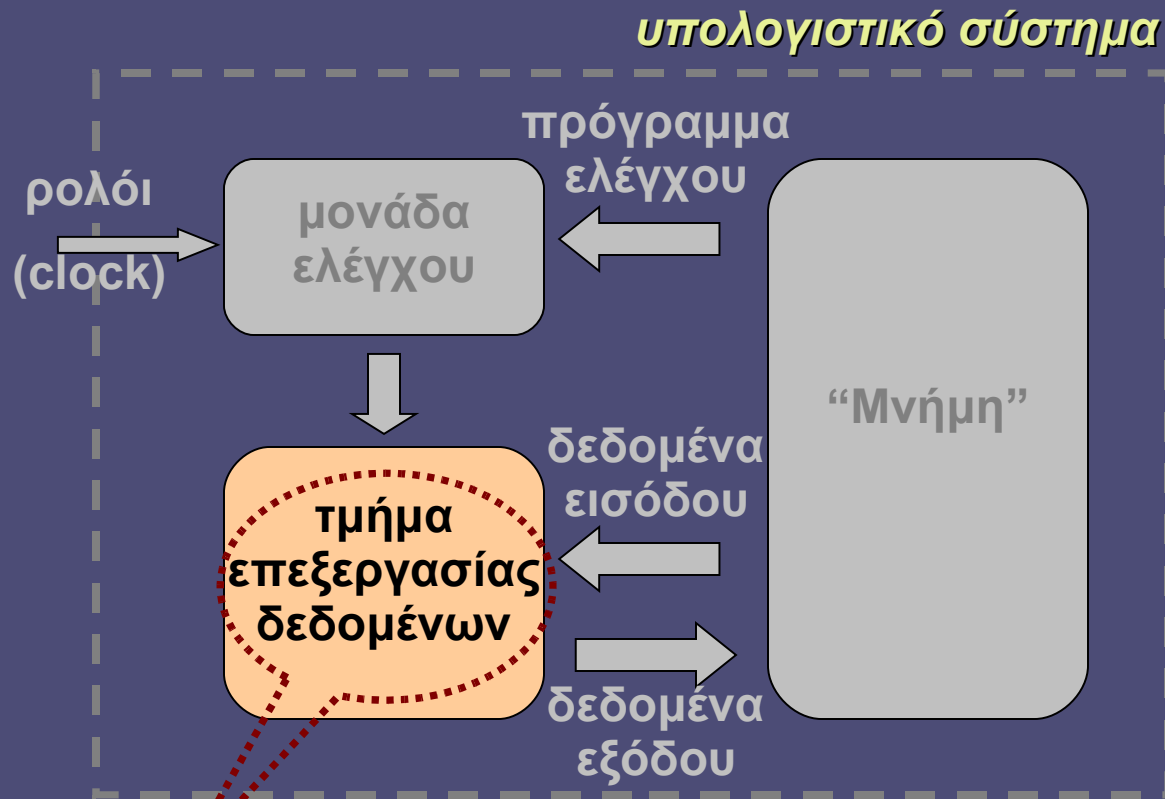 υπολογιστικό σύστημα
πρόγραμμα
ελέγχου
ρολόι
(clock)
μονάδα
ελέγχου
“Μνήμη”
δεδομένα
εισόδου
τμήμα
επεξεργασίας
δεδομένων
δεδομένα
εξόδου